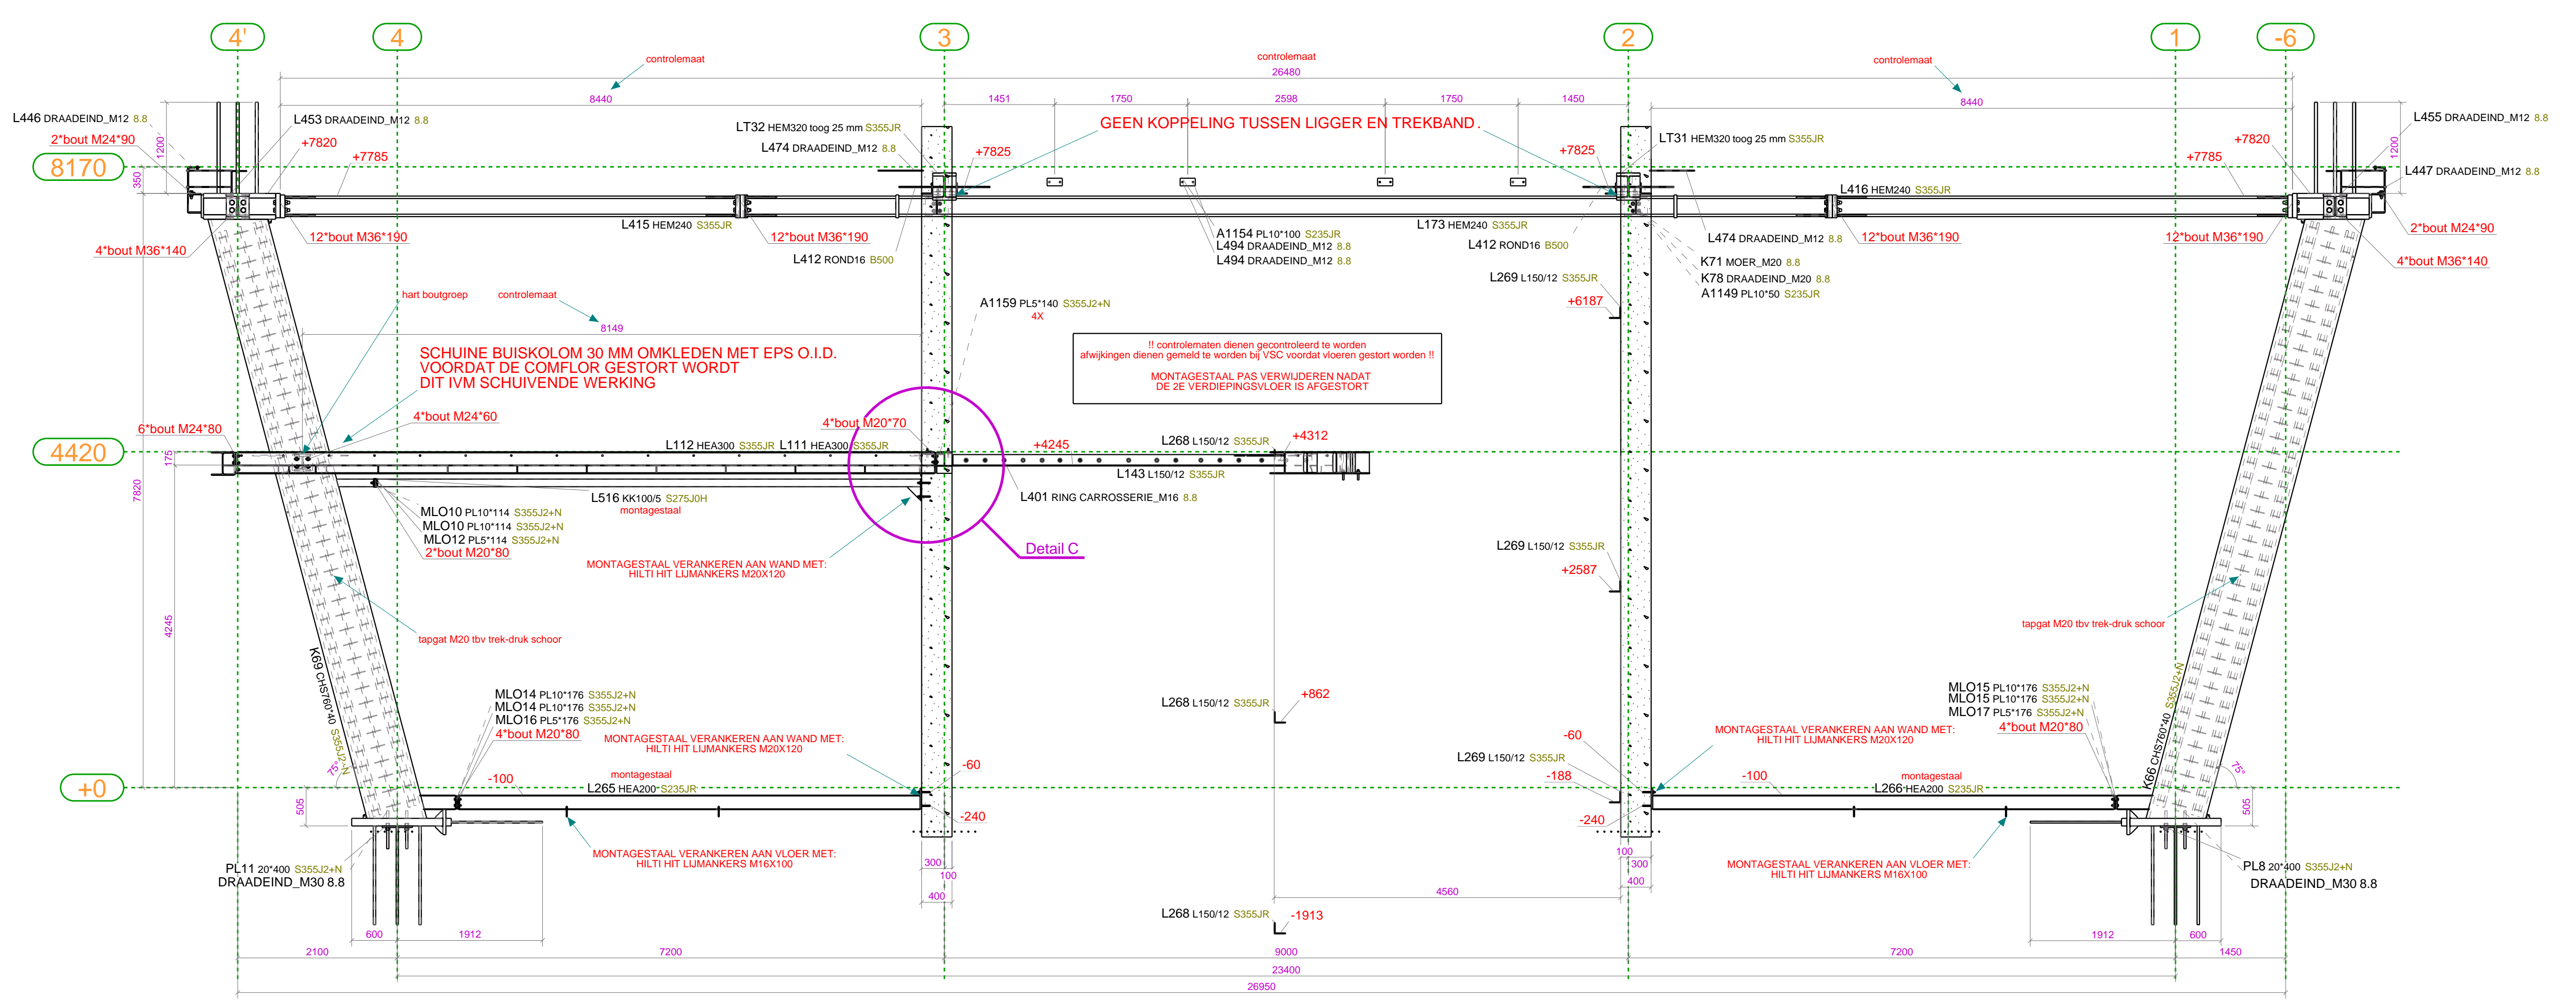 4'
4
3
2
1
-6
controlemaat
controlemaat
controlemaat
26480
8440
1451
1750
2598
1750
1450
8440
L446 DRAADEIND_M12 8.8
2*bout M24*90
1200
L453 DRAADEIND_M12 8.8
+7820
+7785
LT32 HEM320 toog 25 mm S355JR
L474 DRAADEIND_M12 8.8
GEEN KOPPELING TUSSEN LIGGER EN TREKBAND.
+7825
+7825
LT31 HEM320 toog 25 mm S355JR
+7820
+7785
L455 DRAADEIND_M12 8.8
1200
L447 DRAADEIND_M12 8.8
8170
350
L416 HEM240 S355JR
L415 HEM240 S355JR
12*bout M36*190
12*bout M36*190
4*bout M36*140
L412 ROND16 B500
A1154 PL10*100 S235JR
L494 DRAADEIND_M12 8.8
L494 DRAADEIND_M12 8.8
L173 HEM240 S355JR
L412 ROND16 B500
L474 DRAADEIND_M12 8.8
12*bout M36*190
12*bout M36*190
2*bout M24*90
4*bout M36*140
K71 MOER_M20 8.8
K78 DRAADEIND_M20 8.8
A1149 PL10*50 S235JR
L269 L150/12 S355JR
+6187
hart boutgroep
controlemaat
8149
A1159 PL5*140 S355J2+N
4X
SCHUINE BUISKOLOM 30 MM OMKLEDEN MET EPS O.I.D.
VOORDAT DE COMFLOR GESTORT WORDT
DIT IVM SCHUIVENDE WERKING
!! controlematen dienen gecontroleerd te worden
afwijkingen dienen gemeld te worden bij VSC voordat vloeren gestort worden !!
MONTAGESTAAL PAS VERWIJDEREN NADAT
DE 2E VERDIEPINGSVLOER IS AFGESTORT
4*bout M24*60
6*bout M24*80
4*bout M20*70
4420
175
L112 HEA300 S355JR
L111 HEA300 S355JR
+4245
L268 L150/12 S355JR
+4312
L143 L150/12 S355JR
L401 RING CARROSSERIE_M16 8.8
7820
L516 KK100/5 S275J0H
montagestaal
MLO10 PL10*114 S355J2+N
MLO10 PL10*114 S355J2+N
MLO12 PL5*114 S355J2+N
2*bout M20*80
MONTAGESTAAL VERANKEREN AAN WAND MET:
HILTI HIT LIJMANKERS M20X120
Detail C
L269 L150/12 S355JR
+2587
4245
tapgat M20 tbv trek-druk schoor
tapgat M20 tbv trek-druk schoor
K69 CHS760*40 S355J2+N
75°
MLO14 PL10*176 S355J2+N
MLO14 PL10*176 S355J2+N
MLO16 PL5*176 S355J2+N
4*bout M20*80
MONTAGESTAAL VERANKEREN AAN WAND MET:
HILTI HIT LIJMANKERS M20X120
L268 L150/12 S355JR
+862
MLO15 PL10*176 S355J2+N
MLO15 PL10*176 S355J2+N
MLO17 PL5*176 S355J2+N
4*bout M20*80
MONTAGESTAAL VERANKEREN AAN WAND MET:
HILTI HIT LIJMANKERS M20X120
K66 CHS760*40 S355J2+N
75°
+0
505
-100
montagestaal
L265 HEA200 S235JR
-60
-240
-60
L269 L150/12 S355JR
-188
-240
-100
montagestaal
L266 HEA200 S235JR
505
MONTAGESTAAL VERANKEREN AAN VLOER MET:
HILTI HIT LIJMANKERS M16X100
MONTAGESTAAL VERANKEREN AAN VLOER MET:
HILTI HIT LIJMANKERS M16X100
PL11 20*400 S355J2+N
DRAADEIND_M30 8.8
PL8 20*400 S355J2+N
DRAADEIND_M30 8.8
300
100
400
100
300
400
4560
L268 L150/12 S355JR
-1913
600
1912
1912
600
2100
7200
9000
7200
1450
23400
26950